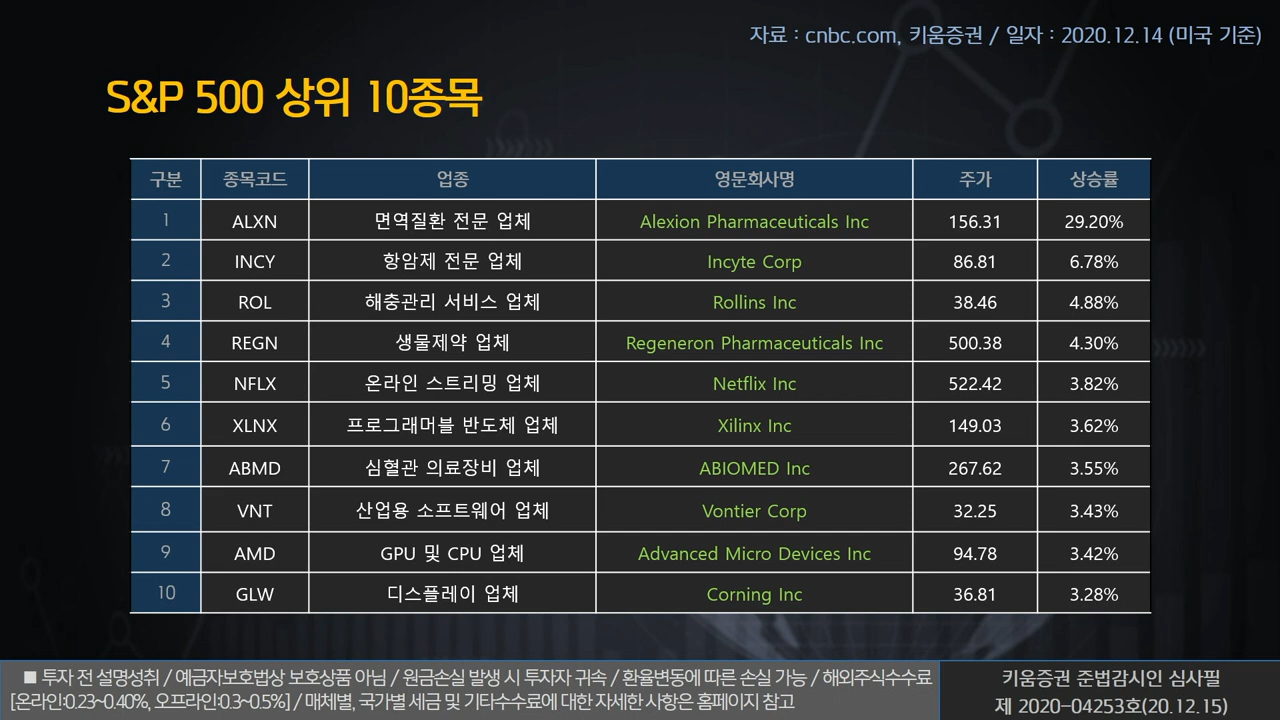 자료 : cnbc.com, 키움증권 / 일자 : 2020.12.14 (미국 기준)
S&P 500 상위 10종목
구분 종목코드 업종 영문회사명 주가 상승률
1 ALXN 면역질환 전문 업체 Alexion Pharmaceuticals Inc 156.31 29.20%
2 INCY 항암제 전문 업체 Incyte Corp 86.81 6.78%
3 ROL 해충관리 서비스 업체 Rollins Inc 38.46 4.88%
4 REGN 생물제약 업체 Regeneron Pharmaceuticals Inc 500.38 4.30%
5 NFLX 온라인 스트리밍 업체 Netflix Inc 522.42 3.82%
6 XLNX 프로그래머블 반도체 업체 Xilinx Inc 149.03 3.62%
7 ABMD 심혈관 의료장비 업체 ABIOMED Inc 267.62 3.55%
8 VNT 산업용 소프트웨어 업체 Vontier Corp 32.25 3.43%
9 AMD GPU 및 CPU 업체 Advanced Micro Devices Inc 94.78 3.42%
10 GLW 디스플레이 업체 Corning Inc 36.81 3.28%
■ 투자 전 설명성취 / 예금자보호법상 보호상품 아님 / 원금손실 발생 시 투자자 귀속 / 환율변동에 따른 손실 가능 / 해외주식수수료
[온라인:0.23~0.40%, 오프라인:0.3~0.5%] / 매체별, 국가별 세금 및 기타수수료에 대한 자세한 사항은 홈페이지 참고
키움증권 준법감시인 심사필
제 2020-04253호(20.12.15)